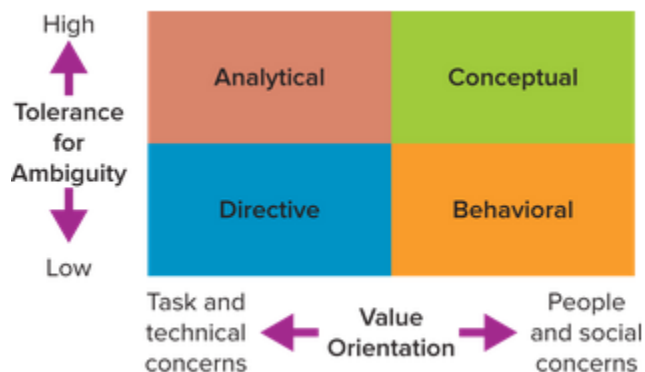 High
Tolerance
for
Ambiguity
Low
Analytical
Conceptual
Directive
Behavioral
Task and
technical
concerns
Value
Orientation
People
and social
concerns